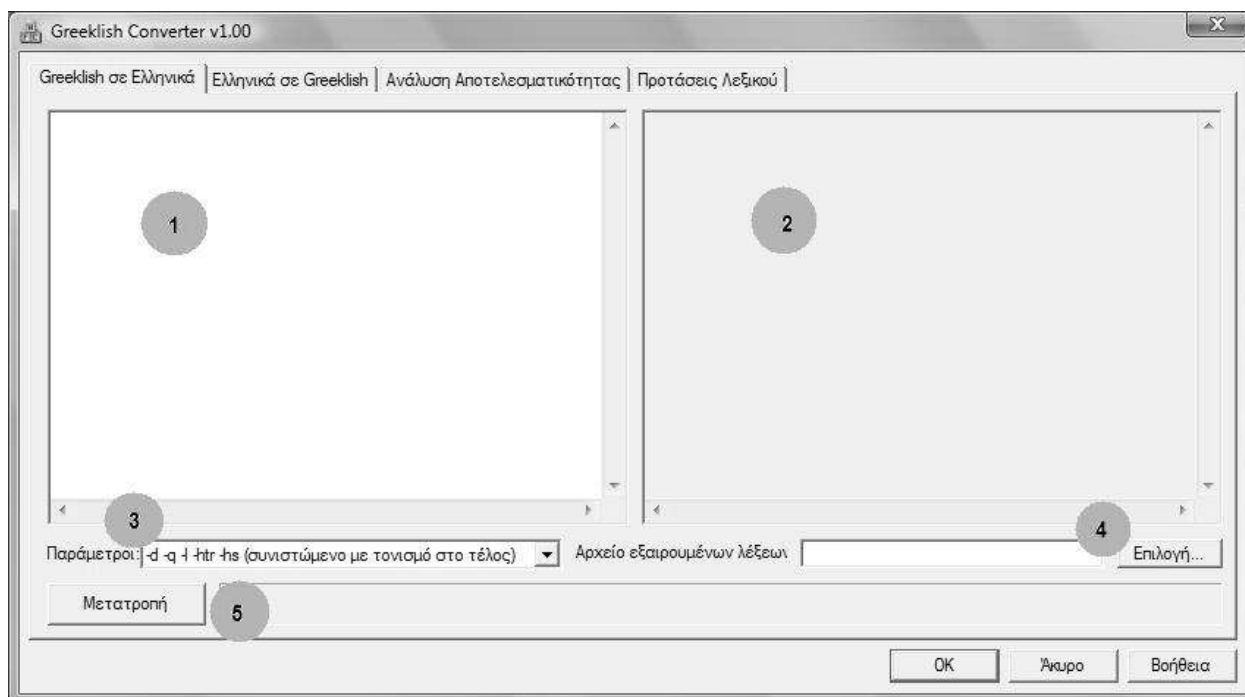 Greeklish Converter v1.00
Greeklish σε Ελληνικά Ελληνικά σε Greeklish Ανάλυση Αποτελεσματικότητας Προτάσεις Λεξικού
1 2
3 4
Παράμετροι: -d -q -l -htr -hs (συνιστώμενο με τονισμό στο τέλος) Αρχείο εξαιρουμένων λέξεων Επιλογή...
Μετατροπή 5
OK Άκυρο Βοήθεια